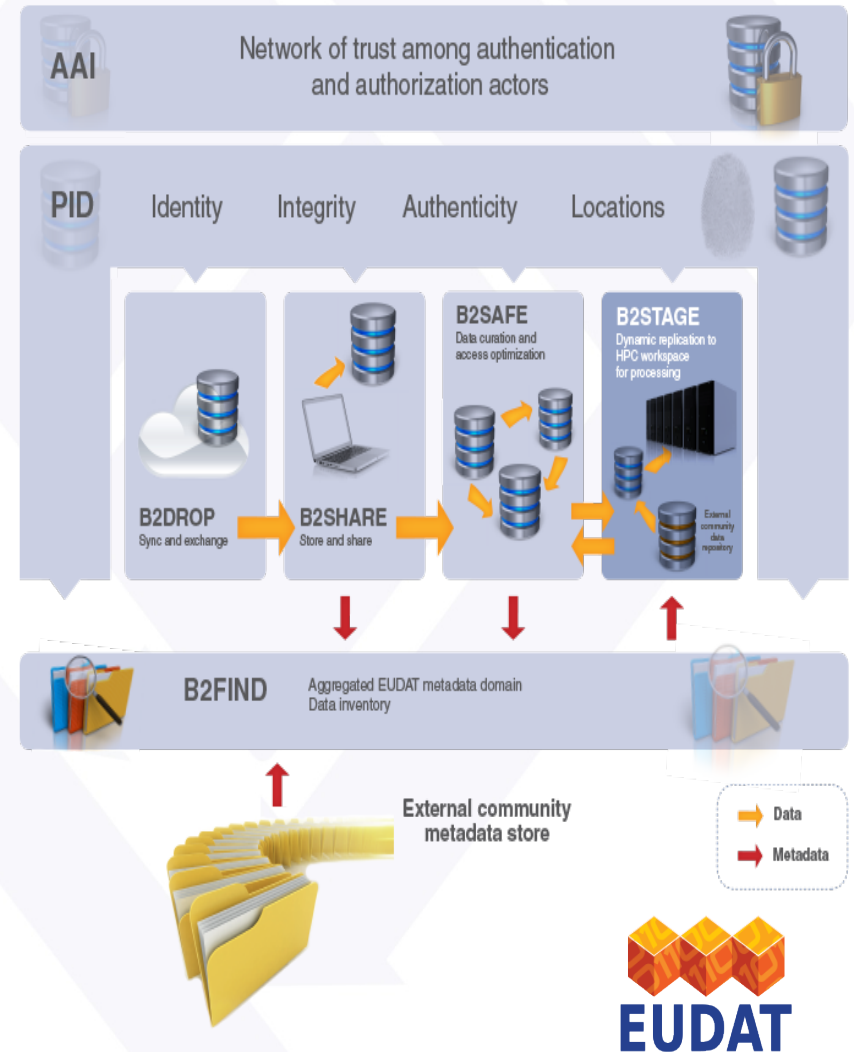 AAI
Network of trust among authentication
and authorization actors
PID
Identity
Integrity
Authenticity
Locations
B2DROP
Sync and exchange
B2SHARE
Store and share
B2SAFE
Data curation and
access optimization
B2STAGE
Dynamic replication to
HPC workspace
for processing
External
community
data
repository
B2FIND
Aggregated EUDAT metadata domain
Data inventory
External community
metadata store
Data
Metadata
EUDAT